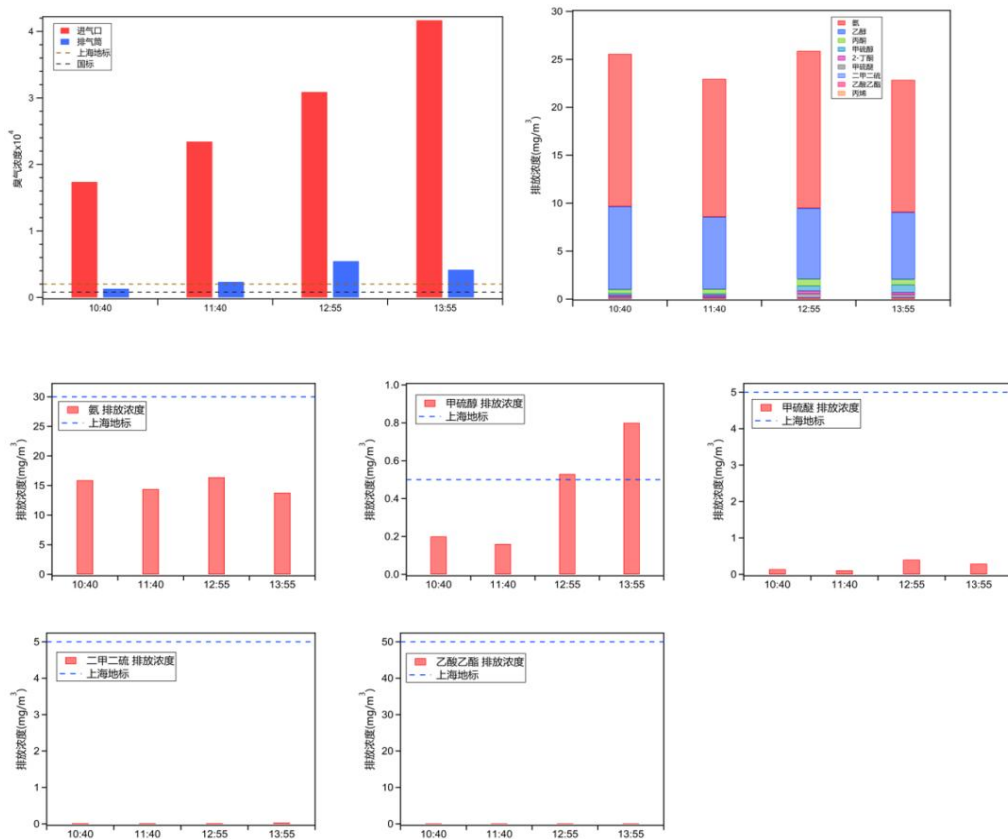 臭气浓度x10⁴
4
3
2
1
0
进气口
排气筒
上海地标
国标
10:40 11:40 12:55 13:55
排放浓度(mg/m³)
30
25
20
15
10
5
0
氨
乙醇
丙酮
甲硫醇
2-丁酮
甲硫醚
二甲二硫
乙酸乙酯
丙烯
10:40 11:40 12:55 13:55
排放浓度(mg/m³)
30
25
20
15
10
5
0
氨 排放浓度
上海地标
10:40 11:40 12:55 13:55
排放浓度(mg/m³)
1.0
0.8
0.6
0.4
0.2
0.0
甲硫醇 排放浓度
上海地标
10:40 11:40 12:55 13:55
排放浓度(mg/m³)
5
4
3
2
1
0
甲硫醚 排放浓度
上海地标
10:40 11:40 12:55 13:55
排放浓度(mg/m³)
5
4
3
2
1
0
二甲二硫 排放浓度
上海地标
10:40 11:40 12:55 13:55
排放浓度(mg/m³)
50
40
30
20
10
0
乙酸乙酯 排放浓度
上海地标
10:40 11:40 12:55 13:55